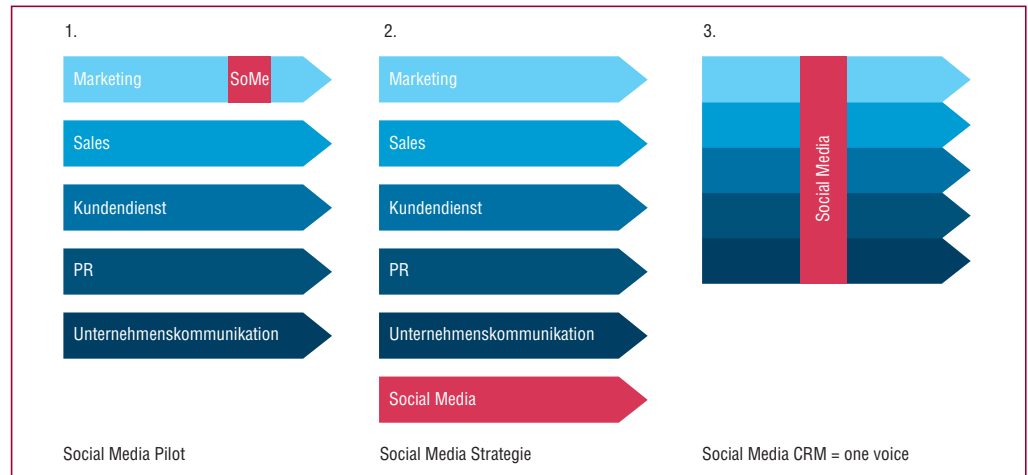 1.
Marketing
SoMe
Sales
Kundendienst
PR
Unternehmenskommunikation
Social Media Pilot
2.
Marketing
Sales
Kundendienst
PR
Unternehmenskommunikation
Social Media
Social Media Strategie
3.
Social Media
Social Media CRM = one voice